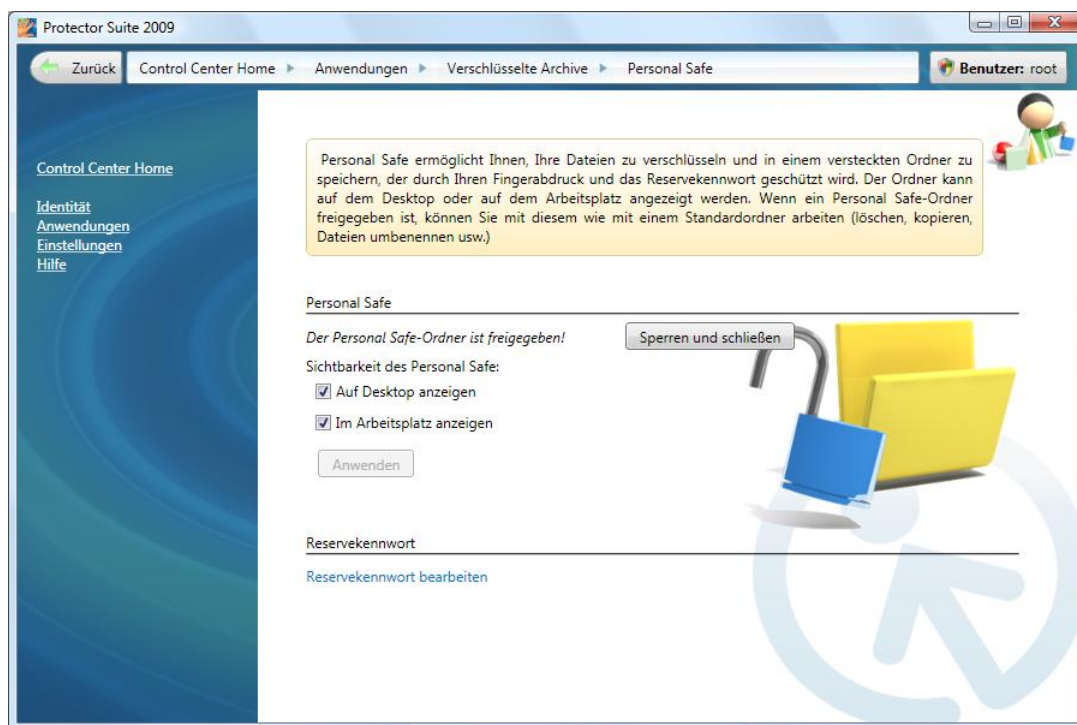 Protector Suite 2009
Zurück Control Center Home Anwendungen Verschlüsselte Archive Personal Safe Benutzer: root
Control Center Home
Identität
Anwendungen
Einstellungen
Hilfe
Personal Safe ermöglicht Ihnen, Ihre Dateien zu verschlüsseln und in einem versteckten Ordner zu
speichern, der durch Ihren Fingerabdruck und das Reservekennwort geschützt wird. Der Ordner kann
auf dem Desktop oder auf dem Arbeitsplatz angezeigt werden. Wenn ein Personal Safe-Ordner
freigegeben ist, können Sie mit diesem wie mit einem Standardordner arbeiten (löschen, kopieren,
Dateien umbenennen usw.)
Personal Safe
Der Personal Safe-Ordner ist freigegeben! Sperren und schließen
Sichtbarkeit des Personal Safe:
Auf Desktop anzeigen
Im Arbeitsplatz anzeigen
Anwenden
Reservekennwort
Reservekennwort bearbeiten